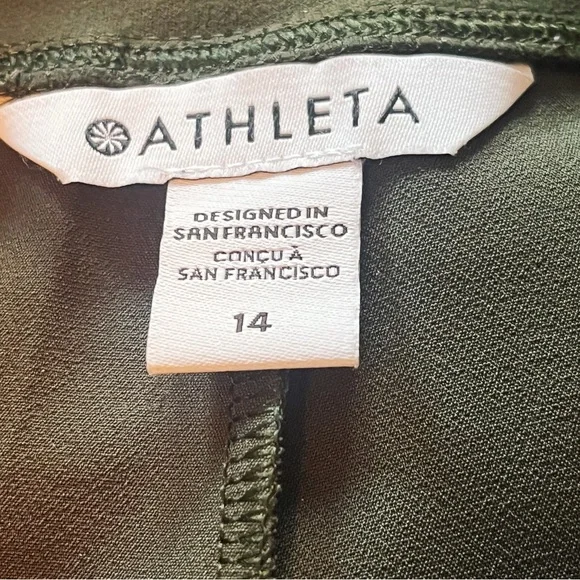 ATHLETA
DESIGNED IN
SAN FRANCISCO
CONÇU À
SAN FRANCISCO
14